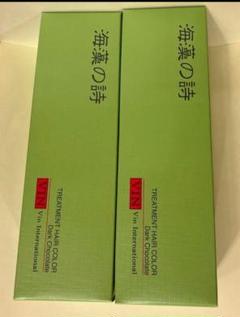 海藻の詩
TREATMENT HAIR COLOR
Dark Chocolate
VIN
Vin International
海藻の詩
TREATMENT HAIR COLOR
Dark Chocolate
VIN
Vin International